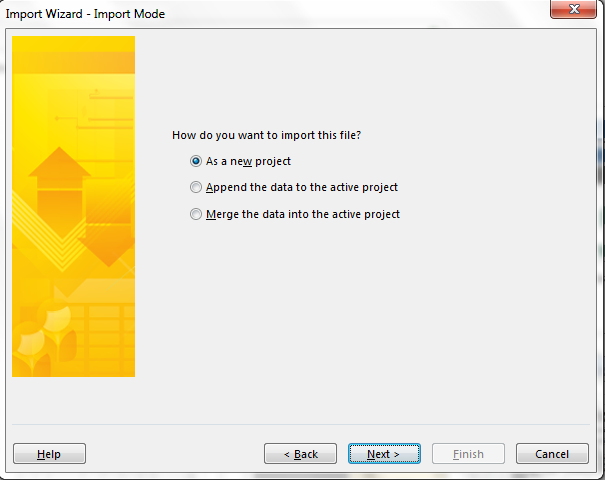 Import Wizard - Import Mode
How do you want to import this file?
As a new project
Append the data to the active project
Merge the data into the active project
Help
< Back
Next >
Finish
Cancel